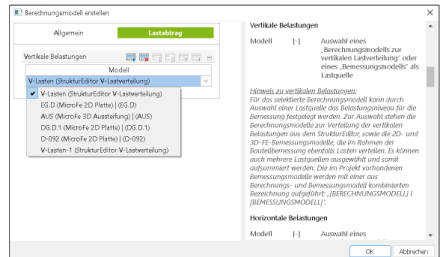 Berechnungsmodell erstellen
Allgemein
Lastabtrag
Vertikale Belastungen
Modell
V-Lasten (StrukturEditor V-Lastverteilung)
V-Lasten (StrukturEditor V-Lastverteilung)
EG.D (MicroFe 2D Platte) | (EG.D)
AUS (MicroFe 3D Aussteifung) | (AUS)
DG.D.1 (MicroFe 2D Platte) | (DG.D.1)
D-092 (MicroFe 2D Platte) | (D-092)
V-Lasten-1 (StrukturEditor V-Lastverteilung)
Vertikale Belastungen
Modell [-] Auswahl eines
„Berechnungsmodells zur
vertikalen Lastverteilung" oder
eines „Bemessungsmodells" als
Lastquelle
Hinweis zu vertikalen Belastungen:
Für das selektierte Berechnungsmodell kann durch
Auswahl einer Lastquelle das Belastungsniveau für die
Bemessung festgelegt werden. Zur Auswahl stehen die
Berechnungsmodelle zur Verteilung der vertikalen
Belastungen aus dem StrukturEditor, sowie die 2D- und
3D-FE-Bemessungsmodelle, die im Rahmen der
Bauteilbemessung ebenfalls Lasten verteilen. Es können
auch mehrere Lastquellen ausgewählt und somit
aufsummiert werden. Die im Projekt vorhandenen
Bemessungsmodelle werden mit einer aus
Berechnungs- und Bemessungsmodell kombinierten
Bezeichnung aufgeführt: „[BERECHNUNGSMODELL] |
[BEMESSUNGSMODELL]".
Horizontale Belastungen
Modell [-] Auswahl eines
OK
Abbrechen